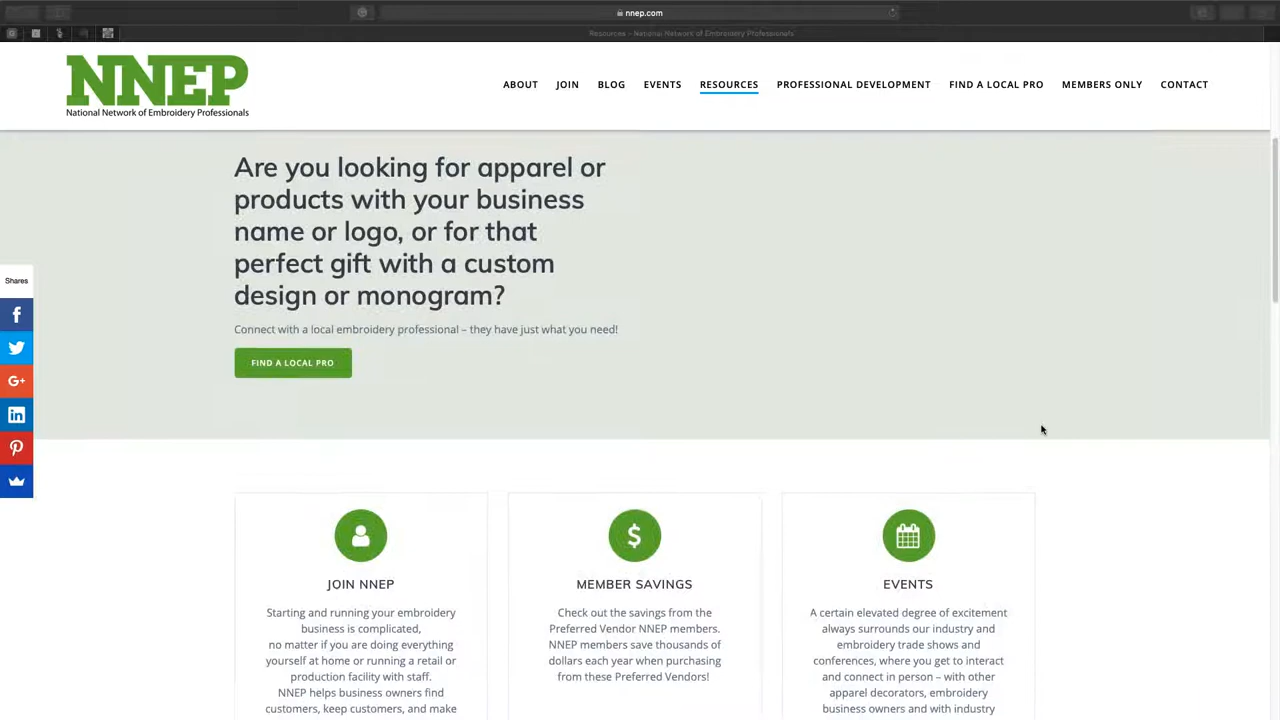 nnep.com
Resources – National Network of Embroidery Professionals
NNEP
National Network of Embroidery Professionals
ABOUT JOIN BLOG EVENTS RESOURCES PROFESSIONAL DEVELOPMENT FIND A LOCAL PRO MEMBERS ONLY CONTACT
Are you looking for apparel or
products with your business
name or logo, or for that
perfect gift with a custom
design or monogram?
Connect with a local embroidery professional – they have just what you need!
FIND A LOCAL PRO
Shares
JOIN NNEP
Starting and running your embroidery
business is complicated,
no matter if you are doing everything
yourself at home or running a retail or
production facility with staff.
NNEP helps business owners find
customers, keep customers, and make
MEMBER SAVINGS
Check out the savings from the
Preferred Vendor NNEP members.
NNEP members save thousands of
dollars each year when purchasing
from these Preferred Vendors!
EVENTS
A certain elevated degree of excitement
always surrounds our industry and
embroidery trade shows and
conferences, where you get to interact
and connect in person – with other
apparel decorators, embroidery
business owners and with industry